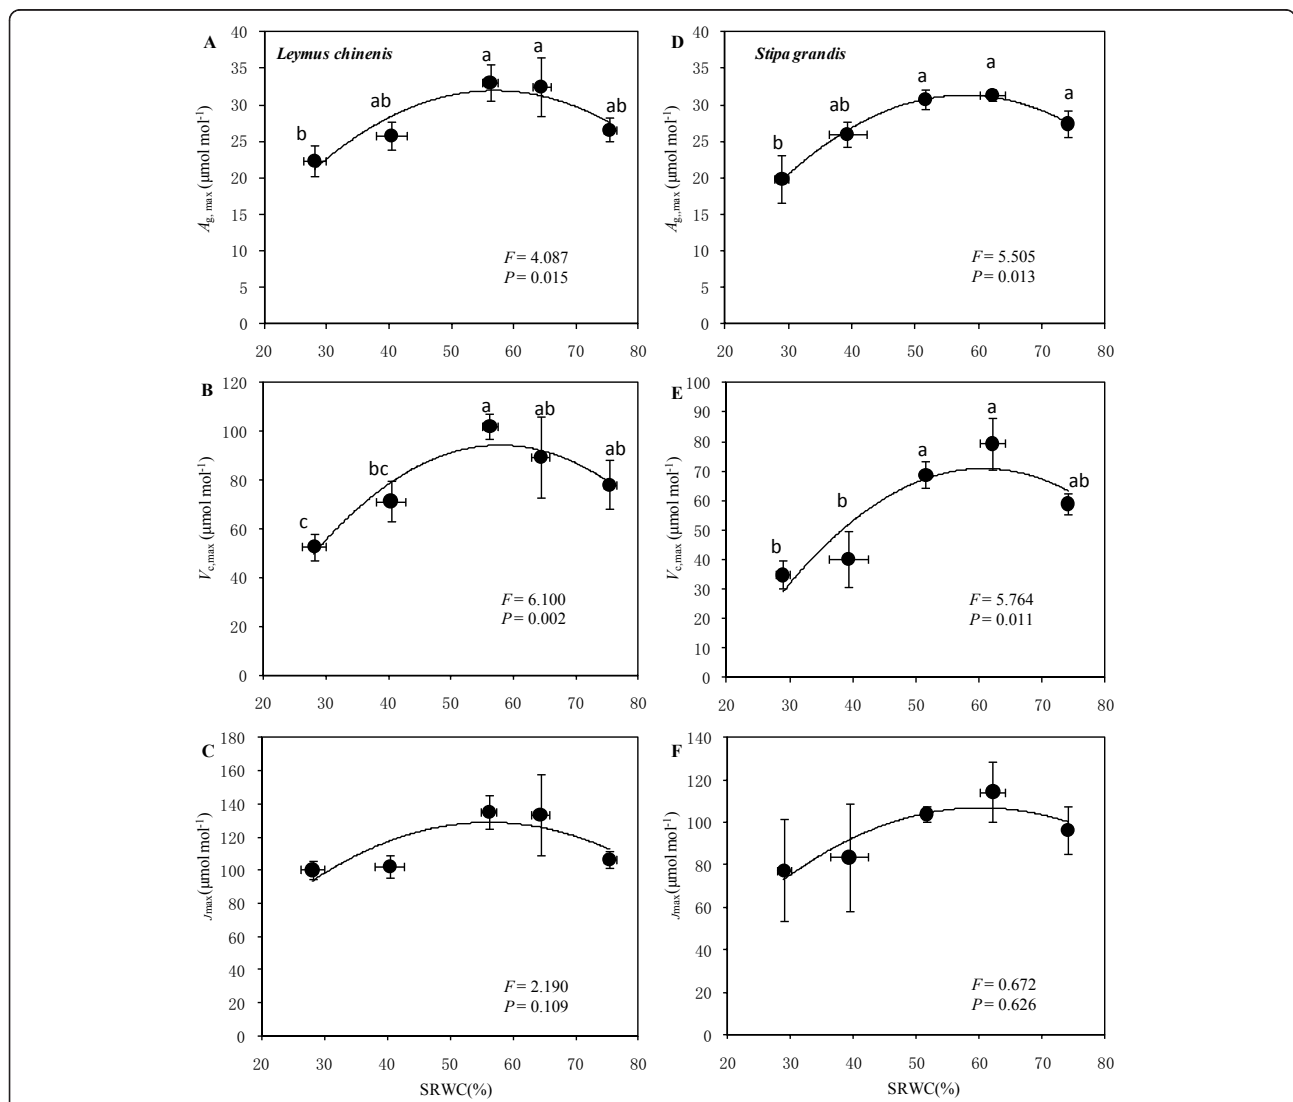 A
Leymus chinenis
40
35
30
25
20
15
10
5
0
A g, max (μmol mol-1)
b
ab
a
a
ab
F = 4.087
P = 0.015
20 30 40 50 60 70 80
D
Stipa grandis
40
35
30
25
20
15
10
5
0
A g,,max (μmol mol-1)
b
ab
a
a
a
F = 5.505
P = 0.013
20 30 40 50 60 70 80
B
120
100
80
60
40
20
0
V c,max (μmol mol-1)
c
bc
a
ab
ab
F = 6.100
P = 0.002
20 30 40 50 60 70 80
E
100
90
80
70
60
50
40
30
20
10
0
V c,max (μmol mol-1)
b
b
a
a
ab
F = 5.764
P = 0.011
20 30 40 50 60 70 80
C
180
160
140
120
100
80
60
40
20
0
Jmax(μmol mol-1)
F = 2.190
P = 0.109
20 30 40 50 60 70 80
SRWC(%)
F
140
120
100
80
60
40
20
0
Jmax(μmol mol-1)
F = 0.672
P = 0.626
20 30 40 50 60 70 80
SRWC(%)